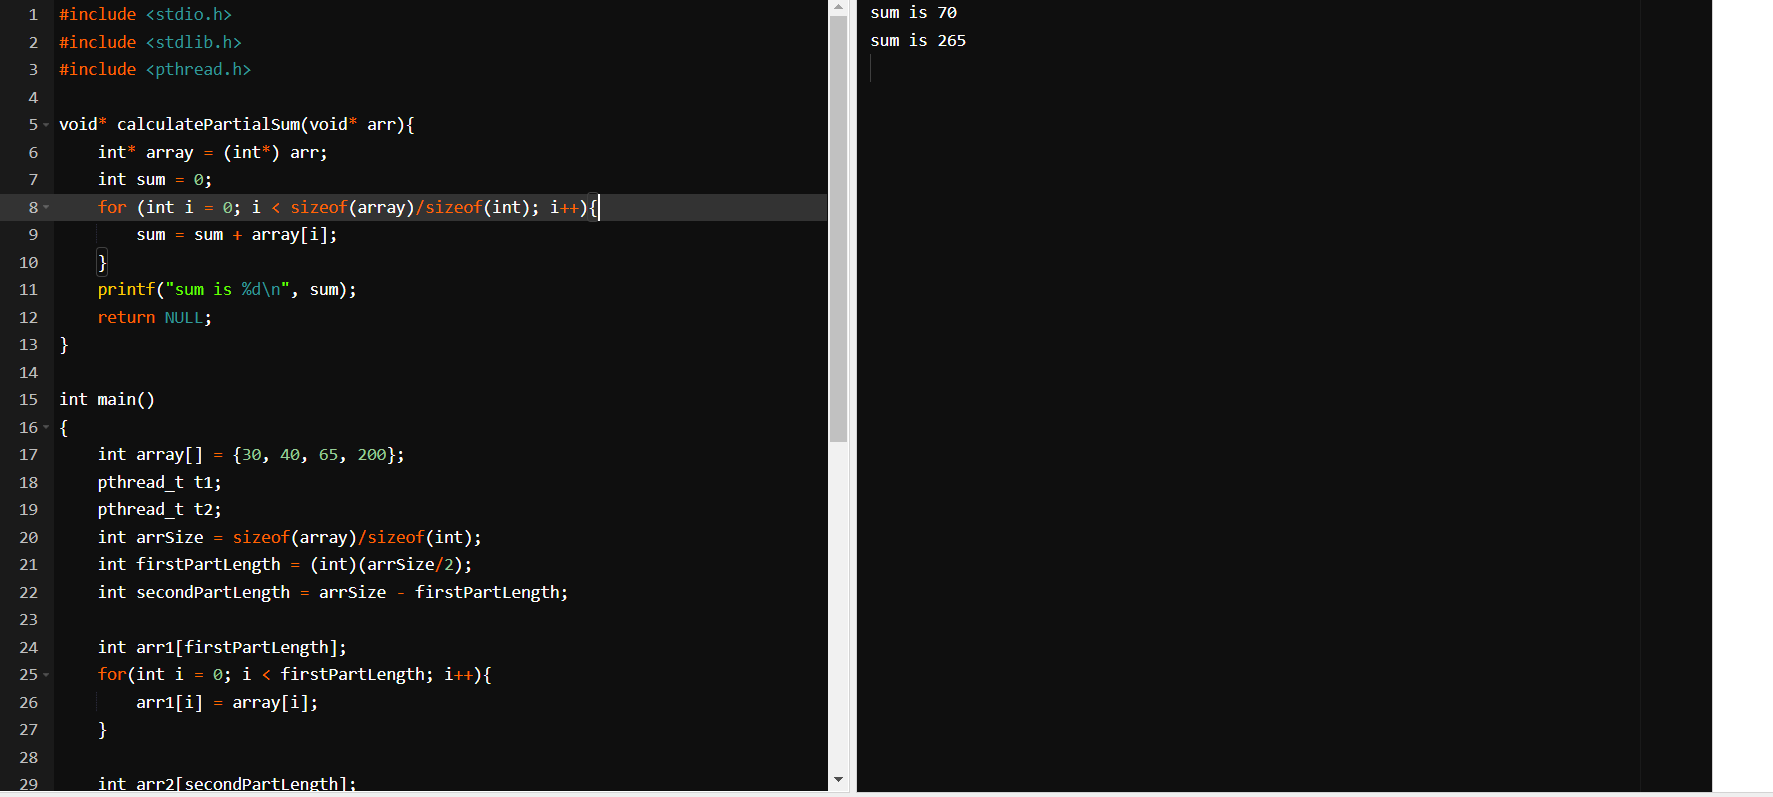 1 #include <stdio.h>
2 #include <stdlib.h>
3 #include <pthread.h>
4
5 void* calculatePartialSum(void* arr){
6     int* array = (int*) arr;
7     int sum = 0;
8     for (int i = 0; i < sizeof(array)/sizeof(int); i++){
9         sum = sum + array[i];
10     }
11     printf("sum is %d\n", sum);
12     return NULL;
13 }
14
15 int main()
16 {
17     int array[] = {30, 40, 65, 200};
18     pthread_t t1;
19     pthread_t t2;
20     int arrSize = sizeof(array)/sizeof(int);
21     int firstPartLength = (int)(arrSize/2);
22     int secondPartLength = arrSize - firstPartLength;
23
24     int arr1[firstPartLength];
25     for(int i = 0; i < firstPartLength; i++){
26         arr1[i] = array[i];
27     }
28
29     int arr2[secondPartLength];
sum is 70
sum is 265